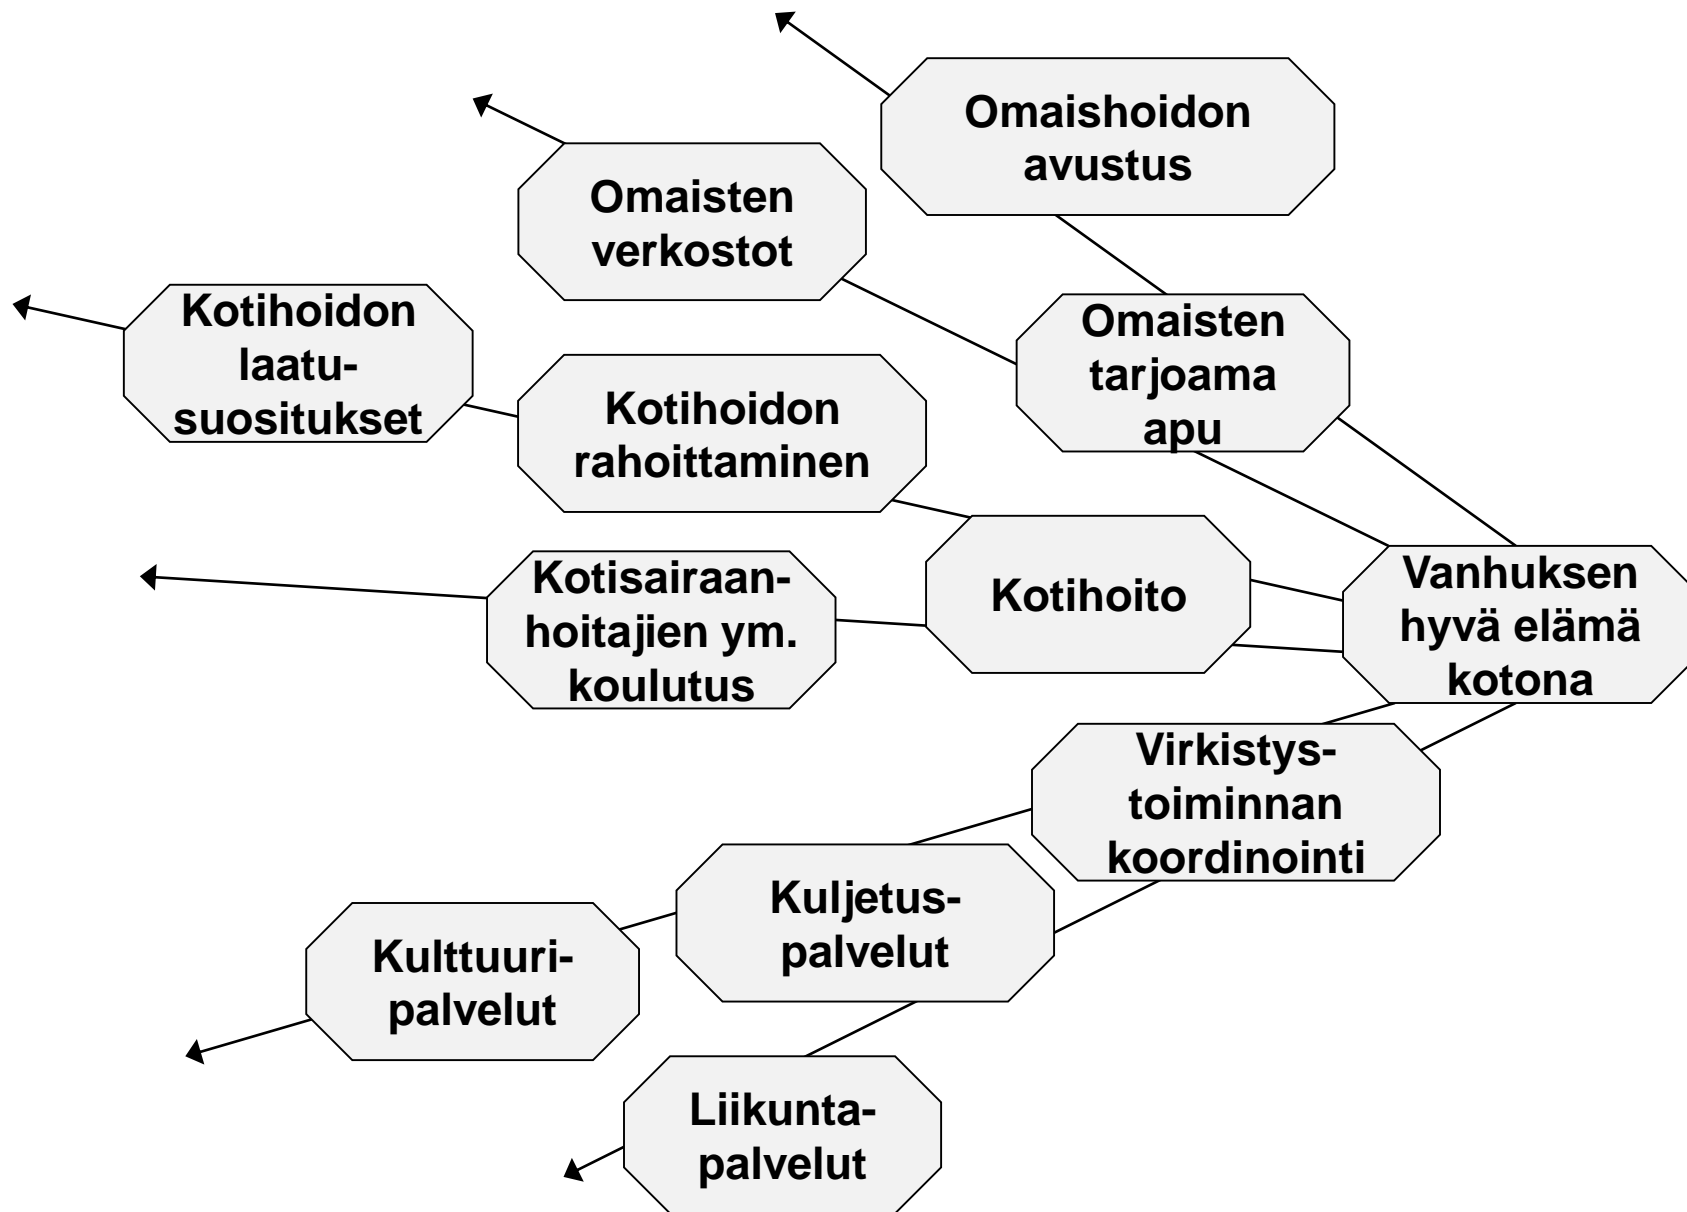 Omaishoidon
avustus
Omaisten
verkostot
Kotihoidon
laatu-
suositukset
Omaisten
tarjoama
apu
Kotihoidon
rahoittaminen
Kotisairaan-
hoitajien ym.
koulutus
Kotihoito
Vanhuksen
hyvä elämä
kotona
Virkistys-
toiminnan
koordinointi
Kuljetus-
palvelut
Kulttuuri-
palvelut
Liikunta-
palvelut